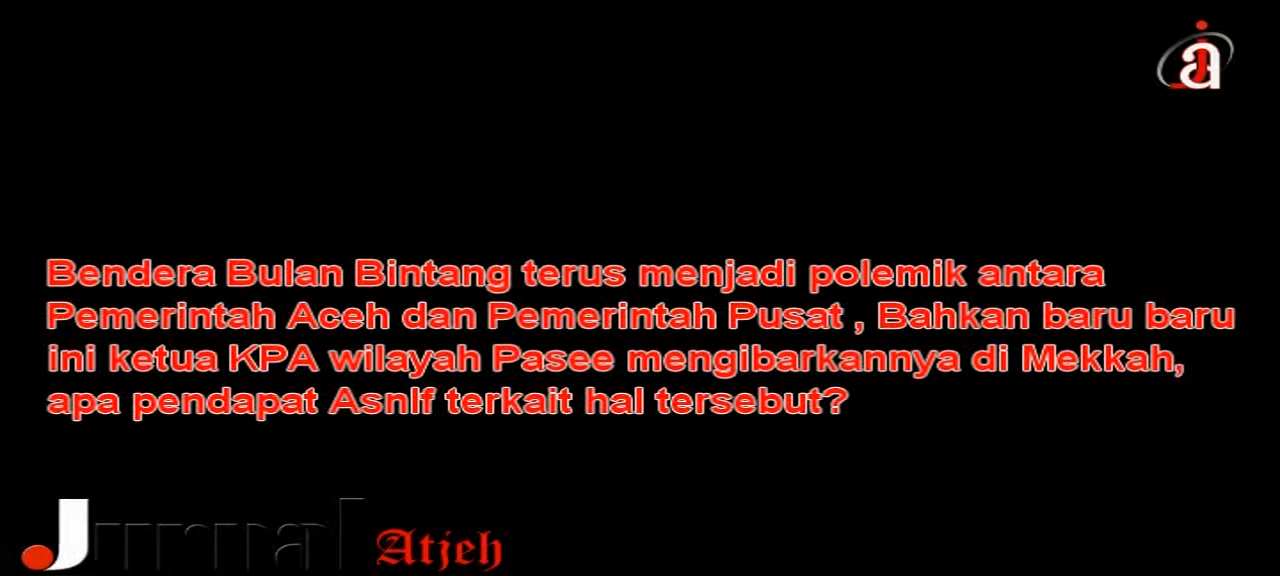 a
Bendera Bulan Bintang terus menjadi polemik antara
Pemerintah Aceh dan Pemerintah Pusat , Bahkan baru baru
ini ketua KPA wilayah Pasee mengibarkannya di Mekkah,
apa pendapat Asnlf terkait hal tersebut?
Jurnal Atjeh